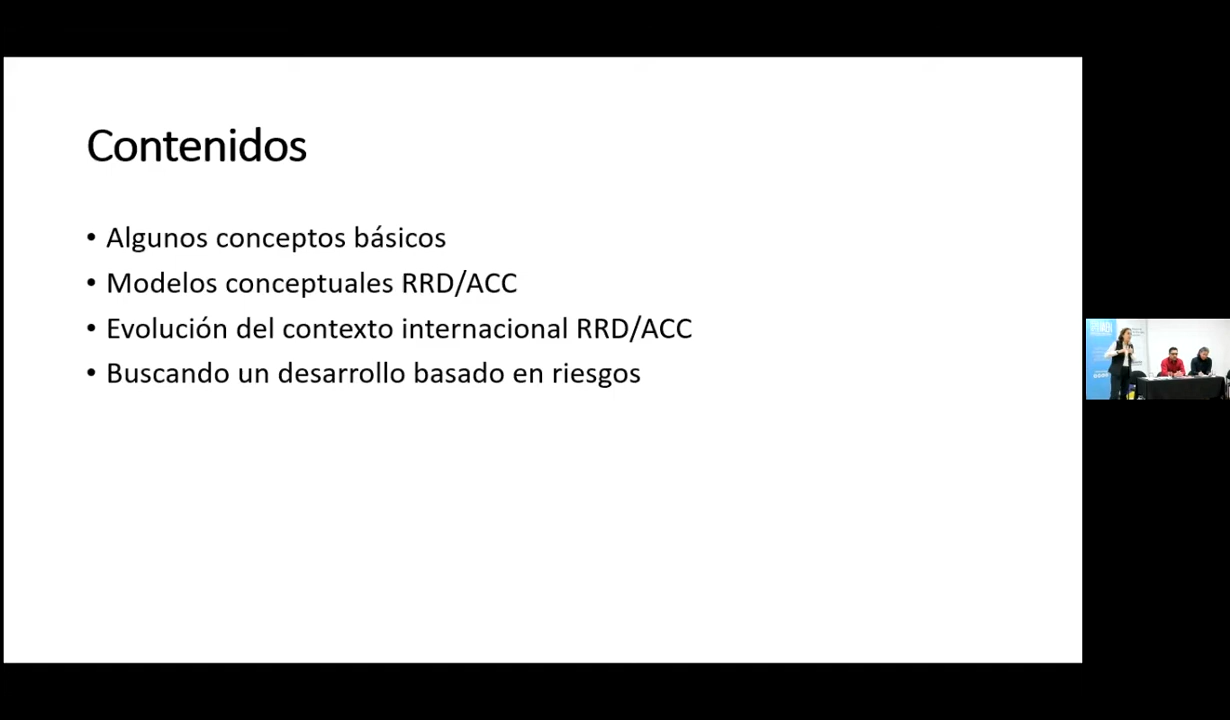 Contenidos
• Algunos conceptos básicos
• Modelos conceptuales RRD/ACC
• Evolución del contexto internacional RRD/ACC
• Buscando un desarrollo basado en riesgos